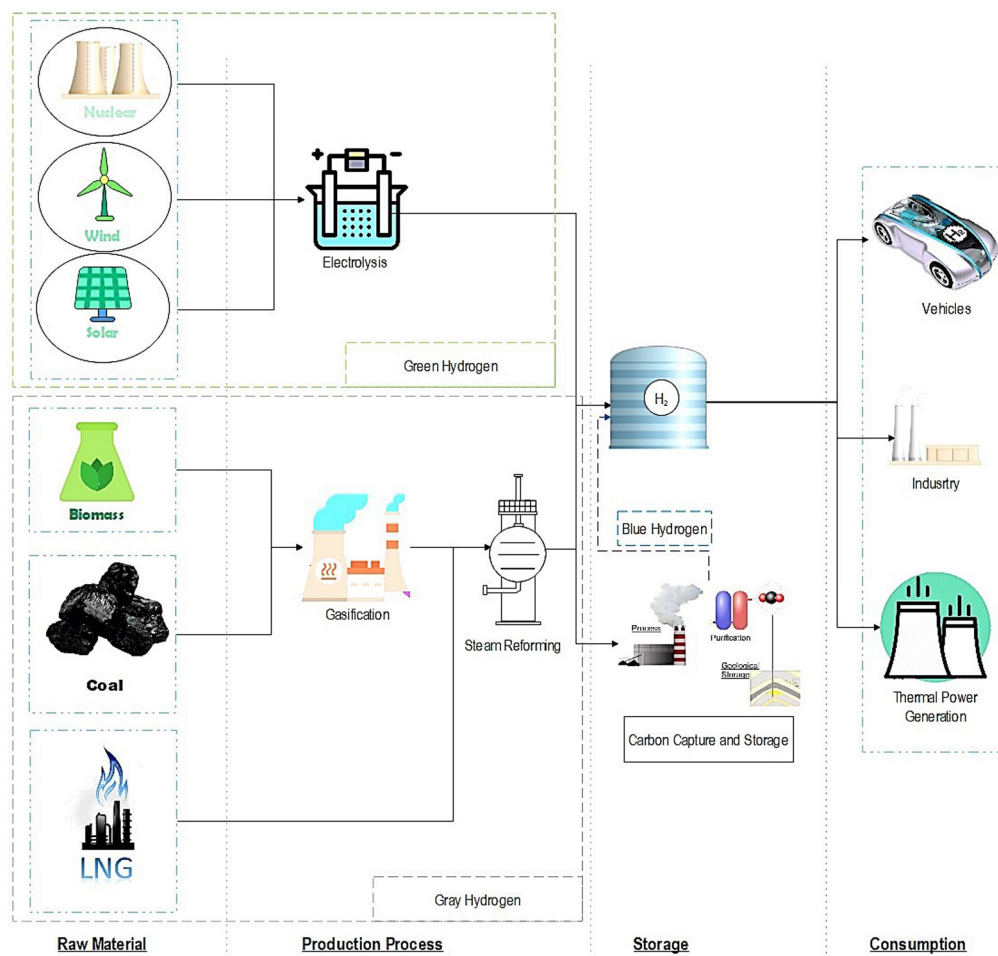 Nuclear
Wind
Solar
+ −
Electrolysis
Green Hydrogen
Biomass
Coal
LNG
Gasification
Steam Reforming
Gray Hydrogen
H₂
Blue Hydrogen
Process
Purification
Geological
Storage
Carbon Capture and Storage
H₂
Vehicles
Indusrtry
Thermal Power
Generation
Raw Material
Production Process
Storage
Consumption